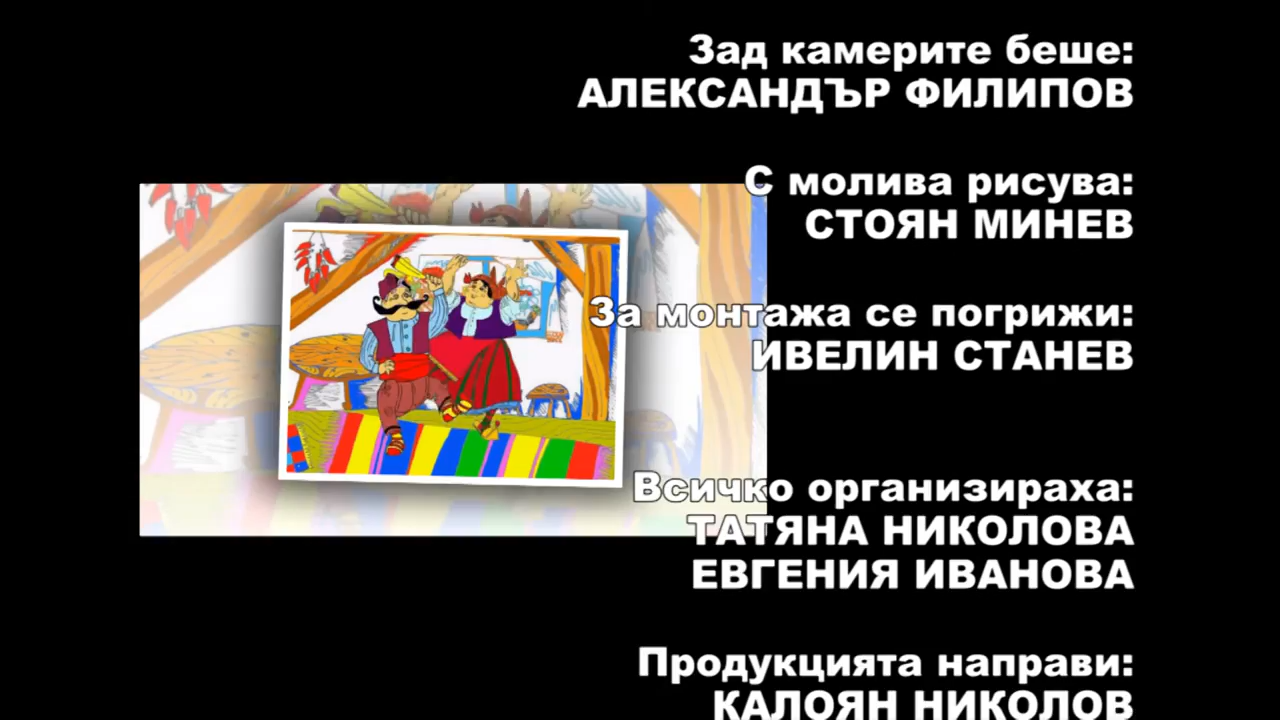 Зад камерите беше:
АЛЕКСАНДЪР ФИЛИПОВ
С молива рисува:
СТОЯН МИНЕВ
За монтажа се погрижи:
ИВЕЛИН СТАНЕВ
Всичко организираха:
ТАТЯНА НИКОЛОВА
ЕВГЕНИЯ ИВАНОВА
Продукцията направи:
КАЛОЯН НИКОЛОВ